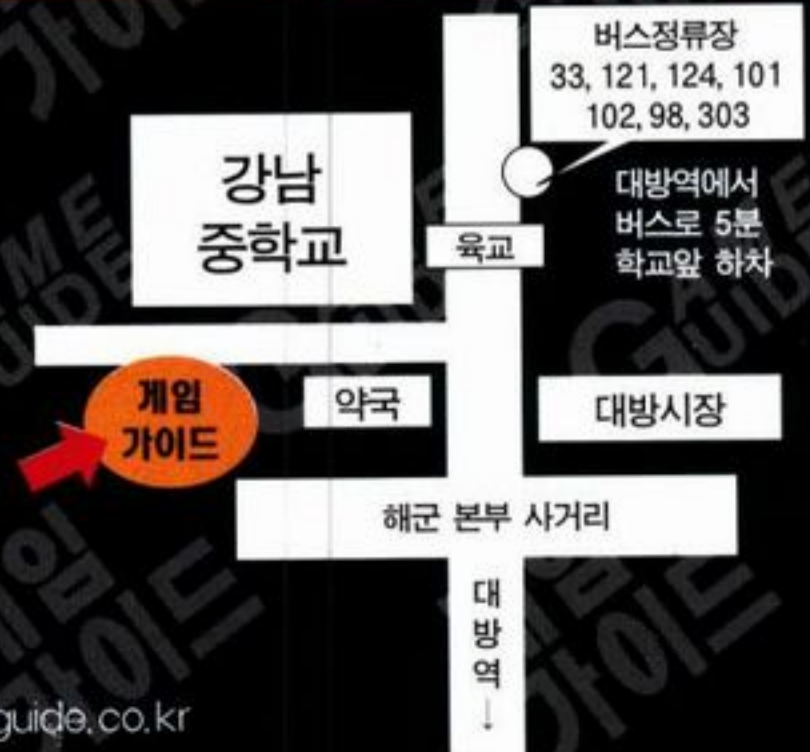 버스정류장
33, 121, 124, 101
102, 98, 303
강남
중학교
대방역에서
버스로 5분
학교앞 하차
육교
게임
가이드
약국
대방시장
해군 본부 사거리
대
방
역
↓
guide.co.kr